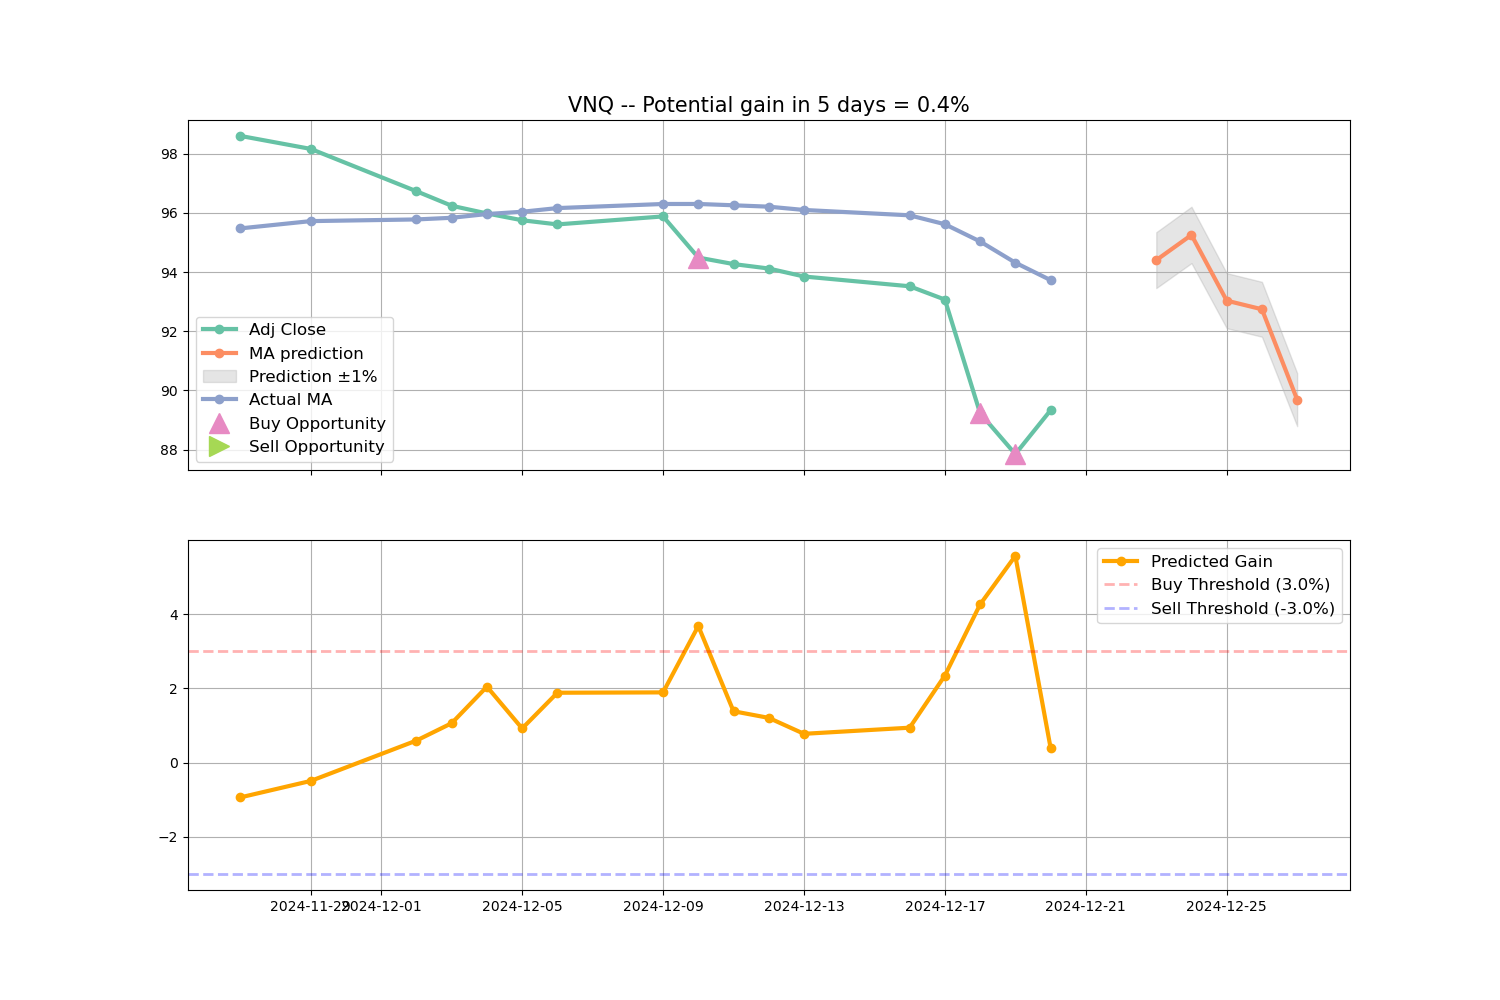 VNQ -- Potential gain in 5 days = 0.4%
98
96
94
92
90
88
Adj Close
MA prediction
Prediction ±1%
Actual MA
Buy Opportunity
Sell Opportunity
4
2
0
−2
Predicted Gain
Buy Threshold (3.0%)
Sell Threshold (-3.0%)
2024-11-29
2024-12-01
2024-12-05
2024-12-09
2024-12-13
2024-12-17
2024-12-21
2024-12-25